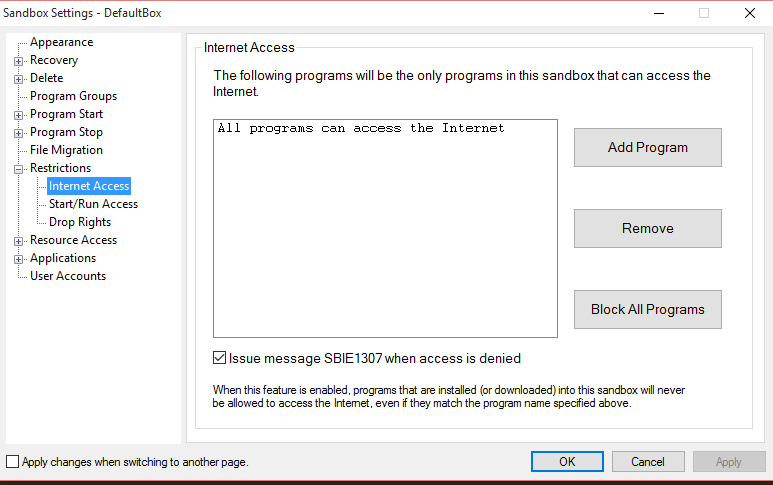 Sandbox Settings - DefaultBox
Appearance
Recovery
Delete
Program Groups
Program Start
Program Stop
File Migration
Restrictions
Internet Access
Start/Run Access
Drop Rights
Resource Access
Applications
User Accounts
Internet Access
The following programs will be the only programs in this sandbox that can access the
Internet.
All programs can access the Internet
Add Program
Remove
Block All Programs
Issue message SBIE1307 when access is denied
When this feature is enabled, programs that are installed (or downloaded) into this sandbox will never
be allowed to access the Internet, even if they match the program name specified above.
Apply changes when switching to another page.
OK
Cancel
Apply